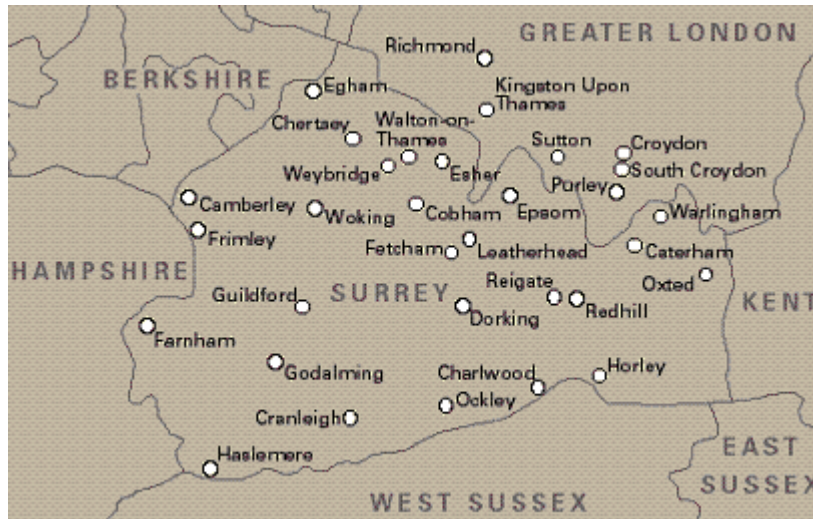 GREATER LONDON
Richmond
BERKSHIRE
Egham
Kingston Upon
Thames
Chertsey
Walton-on-
Thames
Sutton
Croydon
South Croydon
Weybridge
Esher
Purley
Camberley
Woking
Cobham
Epsom
Warlingham
Frimley
Fetcham
Leatherhead
Caterham
HAMPSHIRE
Oxted
Guildford
SURREY
Reigate
Redhill
KENT
Dorking
Farnham
Godalming
Charlwood
Horley
Cranleigh
Ockley
Haslemere
EAST
SUSSEX
WEST SUSSEX